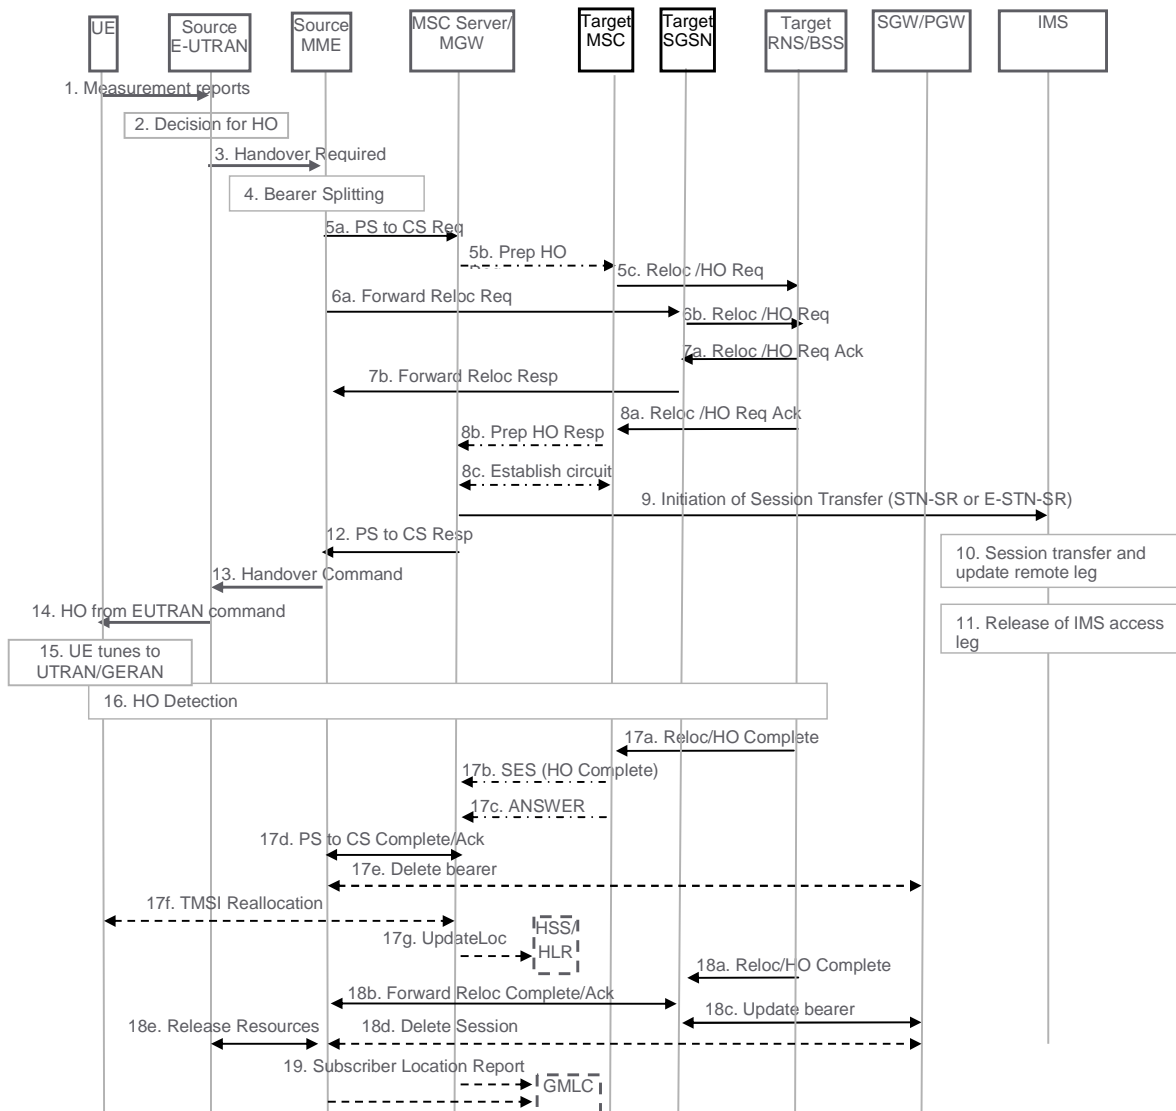 UE
Source
E-UTRAN
Source
MME
MSC Server/
MGW
Target
MSC
Target
SGSN
Target
RNS/BSS
SGW/PGW
IMS
1. Measurement reports
2. Decision for HO
3. Handover Required
4. Bearer Splitting
5a. PS to CS Req
5b. Prep HO
5c. Reloc /HO Req
6a. Forward Reloc Req
6b. Reloc /HO Req
7a. Reloc /HO Req Ack
7b. Forward Reloc Resp
8a. Reloc /HO Req Ack
8b. Prep HO Resp
8c. Establish circuit
9. Initiation of Session Transfer (STN-SR or E-STN-SR)
12. PS to CS Resp
10. Session transfer and
update remote leg
13. Handover Command
14. HO from EUTRAN command
11. Release of IMS access
leg
15. UE tunes to
UTRAN/GERAN
16. HO Detection
17a. Reloc/HO Complete
17b. SES (HO Complete)
17c. ANSWER
17d. PS to CS Complete/Ack
17e. Delete bearer
17f. TMSI Reallocation
HSS/
HLR
17g. UpdateLoc
18a. Reloc/HO Complete
18b. Forward Reloc Complete/Ack
18c. Update bearer
18e. Release Resources
18d. Delete Session
19. Subscriber Location Report
GMLC